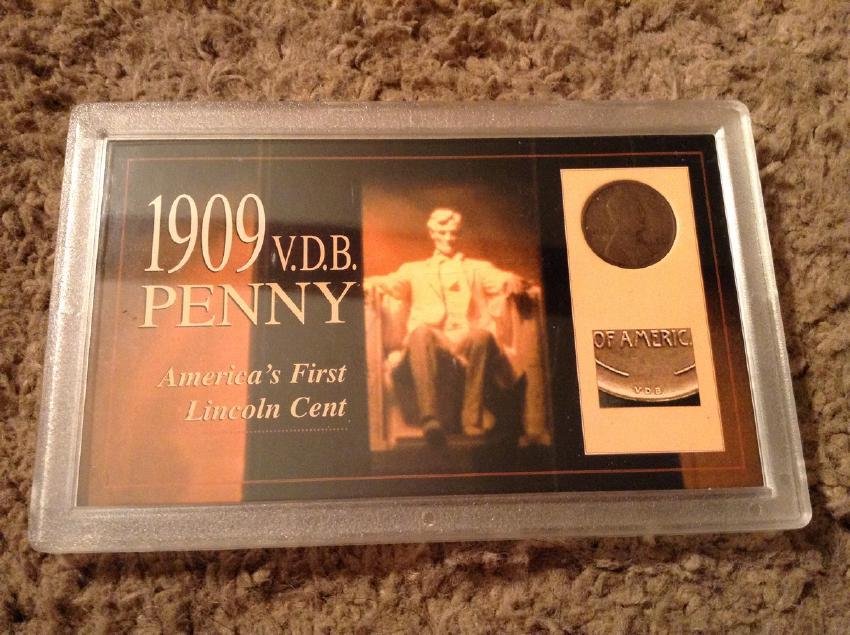 1909 V.D.B.
PENNY
America's First
Lincoln Cent
OF AMERIC
VDB